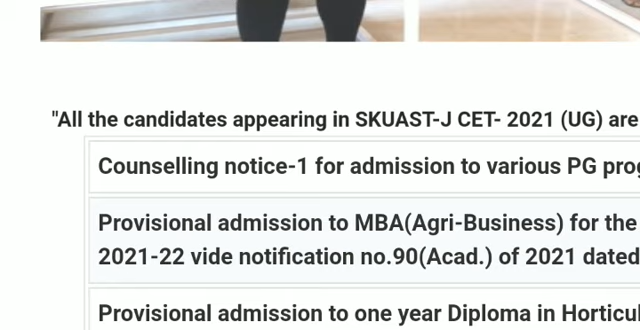 "All the candidates appearing in SKUAST-J CET- 2021 (UG) are
Counselling notice-1 for admission to various PG
Provisional admission to MBA(Agri-Business) for the
2021-22 vide notification no.90(Acad.) of 2021 dated
Provisional admission to one year Diploma in